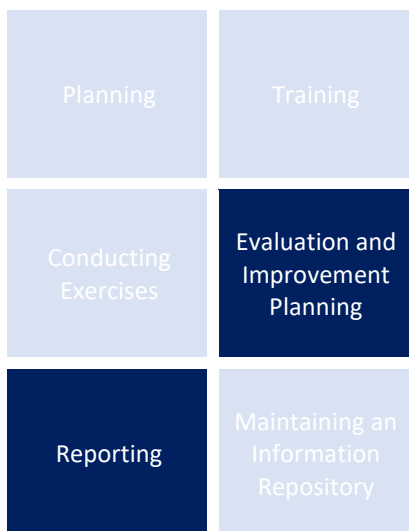 Planning
Training
Conducting
Exercises
Evaluation and
Improvement
Planning
Reporting
Maintaining an
Information
Repository